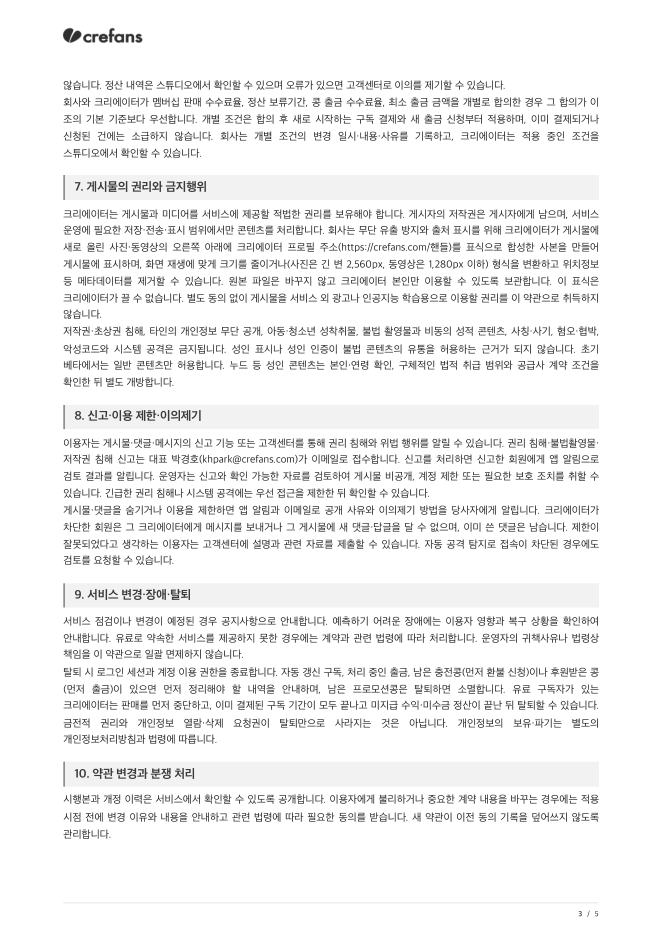 crefans
않습니다. 정산 내역은 스튜디오에서 확인할 수 있으며 오류가 있으면 고객센터로 이의를 제기할 수 있습니다.
회사와 크리에이터가 멤버십 판매 수수료율, 정산 보류기간, 콩 출금 수수료율, 최소 출금 금액을 개별로 합의한 경우 그 합의가 이
조의 기본 기준보다 우선합니다. 개별 조건은 합의 후 새로 시작하는 구독 결제와 새 출금 신청부터 적용하며, 이미 결제되거나
신청된 건에는 소급하지 않습니다. 회사는 개별 조건의 변경 일시·내용·사유를 기록하고, 크리에이터는 적용 중인 조건을
스튜디오에서 확인할 수 있습니다.
7. 게시물의 권리와 금지행위
크리에이터는 게시물과 미디어를 서비스에 제공할 적법한 권리를 보유해야 합니다. 게시자의 저작권은 게시자에게 남으며, 서비스
운영에 필요한 저장·전송·표시 범위에서만 콘텐츠를 처리합니다. 회사는 무단 유출 방지와 출처 표시를 위해 크리에이터가 게시물에
새로 올린 사진·동영상의 오른쪽 아래에 크리에이터 프로필 주소(https://crefans.com/핸들)를 표식으로 합성한 사본을 만들어
게시물에 표시하며, 화면 재생에 맞게 크기를 줄이거나(사진은 긴 변 2,560px, 동영상은 1,280px 이하) 형식을 변환하고 위치정보
등 메타데이터를 제거할 수 있습니다. 원본 파일은 바꾸지 않고 크리에이터 본인만 이용할 수 있도록 보관합니다. 이 표식은
크리에이터가 끌 수 없습니다. 별도 동의 없이 게시물을 서비스 외 광고나 인공지능 학습용으로 이용할 권리를 이 약관으로 취득하지
않습니다.
저작권·초상권 침해, 타인의 개인정보 무단 공개, 아동·청소년 성착취물, 불법 촬영물과 비동의 성적 콘텐츠, 사칭·사기, 혐오·협박,
악성코드와 시스템 공격은 금지됩니다. 성인 표시나 성인 인증이 불법 콘텐츠의 유통을 허용하는 근거가 되지 않습니다. 초기
베타에서는 일반 콘텐츠만 허용합니다. 누드 등 성인 콘텐츠는 본인·연령 확인, 구체적인 법적 취급 범위와 공급사 계약 조건을
확인한 뒤 별도 개방합니다.
8. 신고·이용 제한·이의제기
이용자는 게시물·댓글·메시지의 신고 기능 또는 고객센터를 통해 권리 침해와 위법 행위를 알릴 수 있습니다. 권리 침해·불법촬영물·
저작권 침해 신고는 대표 박경호(khpark@crefans.com)가 이메일로 접수합니다. 신고를 처리하면 신고한 회원에게 앱 알림으로
검토 결과를 알립니다. 운영자는 신고와 확인 가능한 자료를 검토하여 게시물 비공개, 계정 제한 또는 필요한 보호 조치를 취할 수
있습니다. 긴급한 권리 침해나 시스템 공격에는 우선 접근을 제한한 뒤 확인할 수 있습니다.
게시물·댓글을 숨기거나 이용을 제한하면 앱 알림과 이메일로 공개 사유와 이의제기 방법을 당사자에게 알립니다. 크리에이터가
차단한 회원은 그 크리에이터에게 메시지를 보내거나 그 게시물에 새 댓글·답글을 달 수 없으며, 이미 쓴 댓글은 남습니다. 제한이
잘못되었다고 생각하는 이용자는 고객센터에 설명과 관련 자료를 제출할 수 있습니다. 자동 공격 탐지로 접속이 차단된 경우에도
검토를 요청할 수 있습니다.
9. 서비스 변경·장애·탈퇴
서비스 점검이나 변경이 예정된 경우 공지사항으로 안내합니다. 예측하기 어려운 장애에는 이용자 영향과 복구 상황을 확인하여
안내합니다. 유료로 약속한 서비스를 제공하지 못한 경우에는 계약과 관련 법령에 따라 처리합니다. 운영자의 귀책사유나 법령상
책임을 이 약관으로 일괄 면제하지 않습니다.
탈퇴 시 로그인 세션과 계정 이용 권한을 종료합니다. 자동 갱신 구독, 처리 중인 출금, 남은 충전콩(먼저 환불 신청)이나 후원받은 콩
(먼저 출금)이 있으면 먼저 정리해야 할 내역을 안내하며, 남은 프로모션콩은 탈퇴하면 소멸합니다. 유료 구독자가 있는
크리에이터는 판매를 먼저 중단하고, 이미 결제된 구독 기간이 모두 끝나고 미지급 수익·미수금 정산이 끝난 뒤 탈퇴할 수 있습니다.
금전적 권리와 개인정보 열람·삭제 요청권이 탈퇴만으로 사라지는 것은 아닙니다. 개인정보의 보유·파기는 별도의
개인정보처리방침과 법령에 따릅니다.
10. 약관 변경과 분쟁 처리
시행본과 개정 이력은 서비스에서 확인할 수 있도록 공개합니다. 이용자에게 불리하거나 중요한 계약 내용을 바꾸는 경우에는 적용
시점 전에 변경 이유와 내용을 안내하고 관련 법령에 따라 필요한 동의를 받습니다. 새 약관이 이전 동의 기록을 덮어쓰지 않도록
관리합니다.
3 / 5